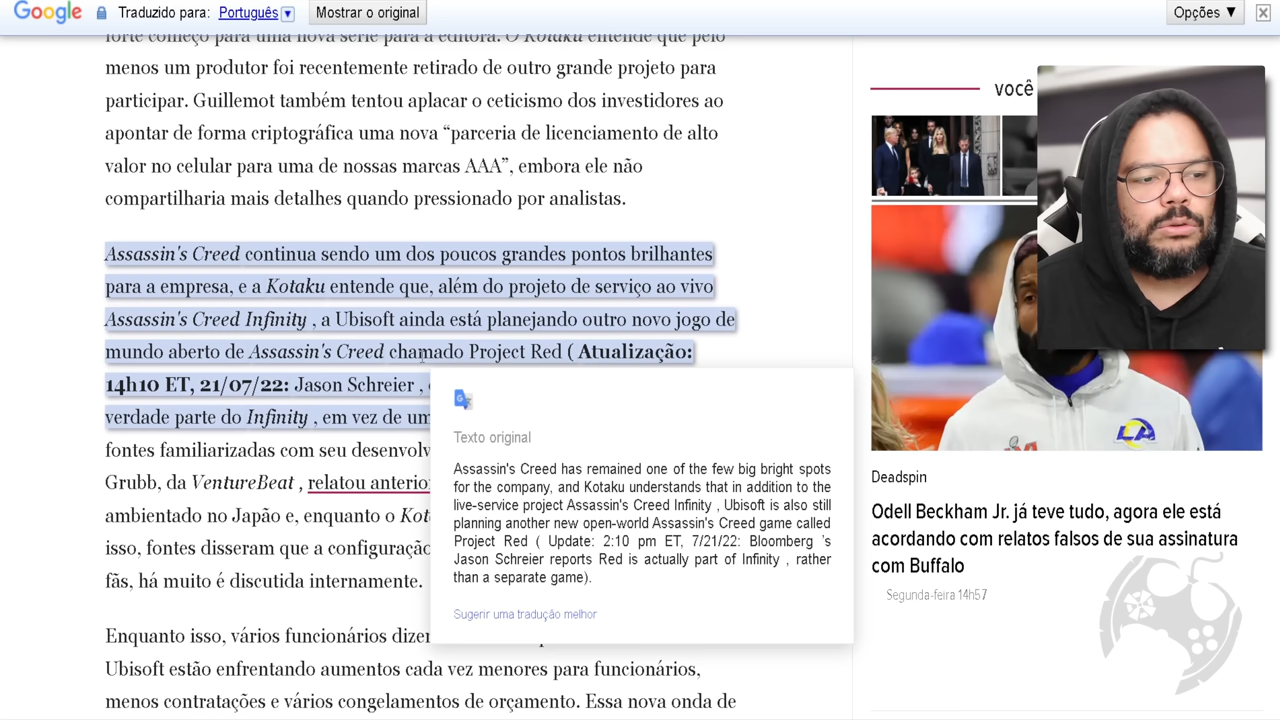 Google Traduzido para: Português ▼ Mostrar o original Opções ▼
forte começo para uma nova série para a editora. O Kotaku entende que pelo
menos um produtor foi recentemente retirado de outro grande projeto para
participar. Guillemot também tentou aplacar o ceticismo dos investidores ao
apontar de forma criptográfica uma nova “parceria de licenciamento de alto
valor no celular para uma de nossas marcas AAA”, embora ele não
compartilharia mais detalhes quando pressionado por analistas.
Assassin's Creed continua sendo um dos poucos grandes pontos brilhantes
para a empresa, e a Kotaku entende que, além do projeto de serviço ao vivo
Assassin's Creed Infinity , a Ubisoft ainda está planejando outro novo jogo de
mundo aberto de Assassin's Creed chamado Project Red ( Atualização:
14h10 ET, 21/07/22: Jason Schreier ,
verdade parte do Infinity , em vez de um
fontes familiarizadas com seu desenvolv
Grubb, da VentureBeat , relatou anterio
ambientado no Japão e, enquanto o Kot
isso, fontes disseram que a configuração
fãs, há muito é discutida internamente.
Enquanto isso, vários funcionários dizer
Ubisoft estão enfrentando aumentos cada vez menores para funcionários,
menos contratações e vários congelamentos de orçamento. Essa nova onda de
Texto original
Assassin's Creed has remained one of the few big bright spots
for the company, and Kotaku understands that in addition to the
live-service project Assassin's Creed Infinity , Ubisoft is also still
planning another new open-world Assassin's Creed game called
Project Red ( Update: 2:10 pm ET, 7/21/22: Bloomberg 's
Jason Schreier reports Red is actually part of Infinity , rather
than a separate game).
Sugerir uma tradução melhor
VOCÊ
Deadspin
Odell Beckham Jr. já teve tudo, agora ele está
acordando com relatos falsos de sua assinatura
com Buffalo
Segunda-feira 14h57